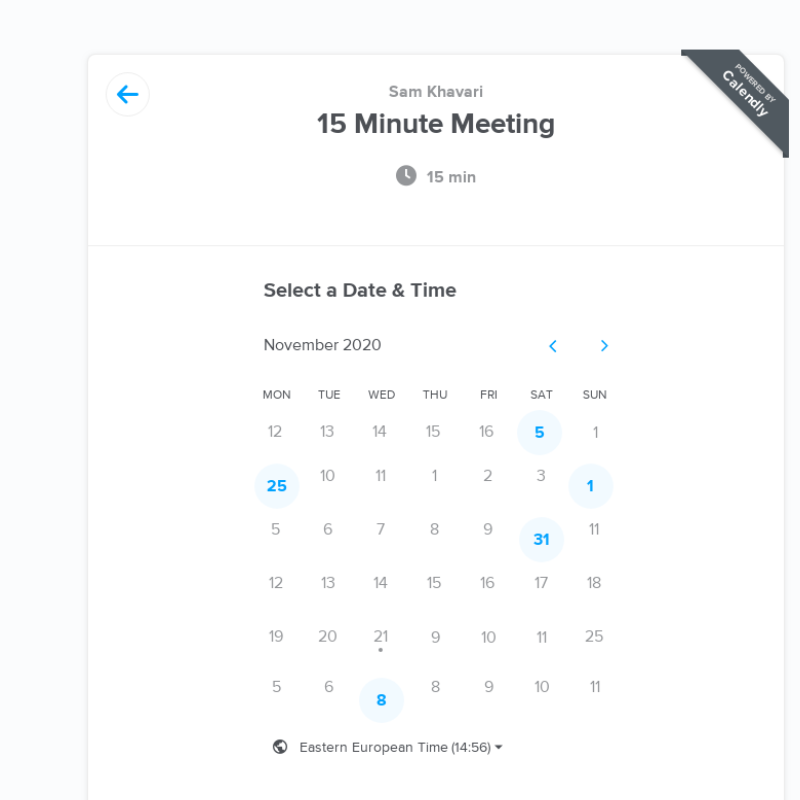 Sam Khavari
POWERED BY
Calendly
15 Minute Meeting
15 min
Select a Date & Time
November 2020
MON TUE WED THU FRI SAT SUN
12 13 14 15 16 5 1
25 10 11 1 2 3 1
5 6 7 8 9 31 11
12 13 14 15 16 17 18
19 20 21 9 10 11 25
5 6 8 8 9 10 11
Eastern European Time (14:56)